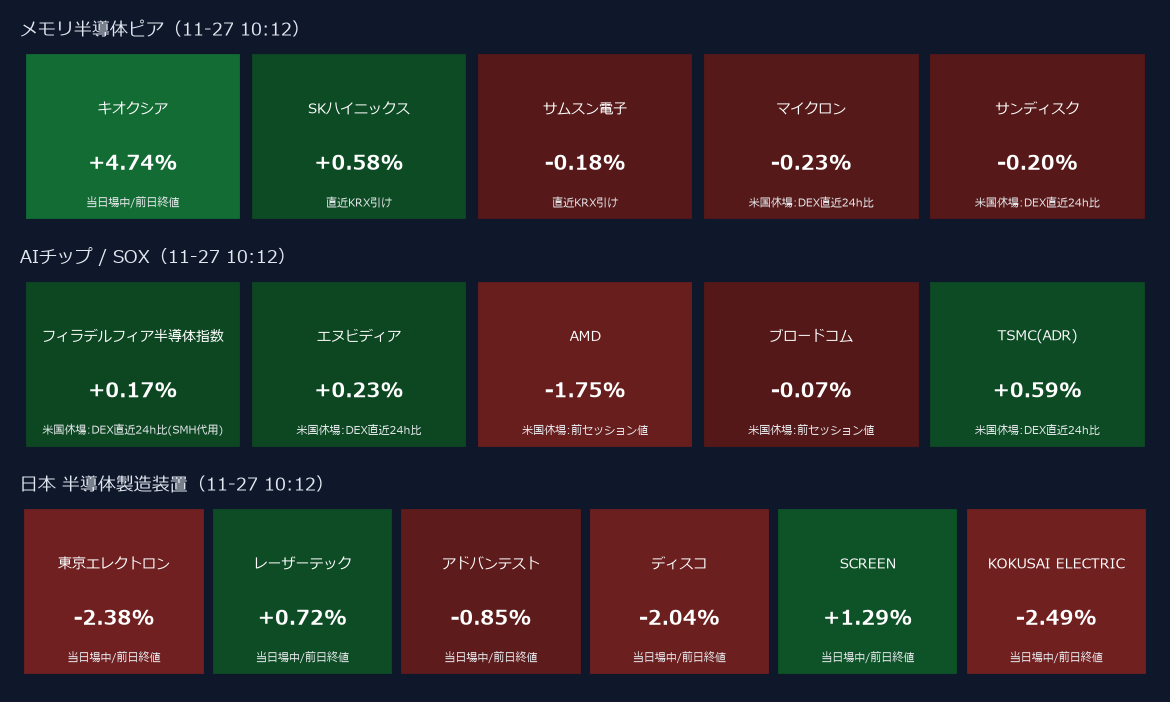 メモリ半導体ピア（11-27 10:12）
キオクシア
+4.74%
当日場中/前日終値
SKハイニックス
+0.58%
直近KRX引け
サムスン電子
-0.18%
直近KRX引け
マイクロン
-0.23%
米国休場:DEX直近24h比
サンディスク
-0.20%
米国休場:DEX直近24h比
AIチップ / SOX（11-27 10:12）
フィラデルフィア半導体指数
+0.17%
米国休場:DEX直近24h比(SMH代用)
エヌビディア
+0.23%
米国休場:DEX直近24h比
AMD
-1.75%
米国休場:前セッション値
ブロードコム
-0.07%
米国休場:前セッション値
TSMC(ADR)
+0.59%
米国休場:DEX直近24h比
日本 半導体製造装置（11-27 10:12）
東京エレクトロン
-2.38%
当日場中/前日終値
レーザーテック
+0.72%
当日場中/前日終値
アドバンテスト
-0.85%
当日場中/前日終値
ディスコ
-2.04%
当日場中/前日終値
SCREEN
+1.29%
当日場中/前日終値
KOKUSAI ELECTRIC
-2.49%
当日場中/前日終値